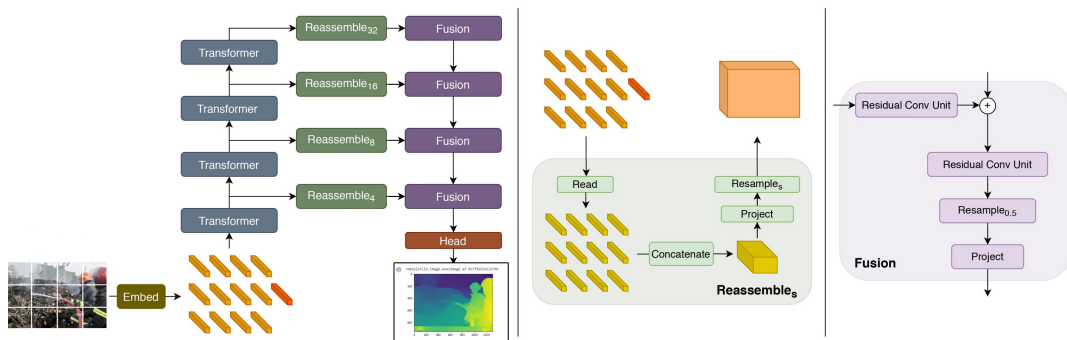 Reassemble₃₂
Fusion
Transformer
Reassemble₁₆
Fusion
Transformer
Reassemble₈
Fusion
Transformer
Reassemble₄
Fusion
Transformer
Head
Embed
Read
Resampleₛ
Project
Concatenate
Reassembleₛ
Residual Conv Unit
+
Residual Conv Unit
Resample₀.₅
Project
Fusion